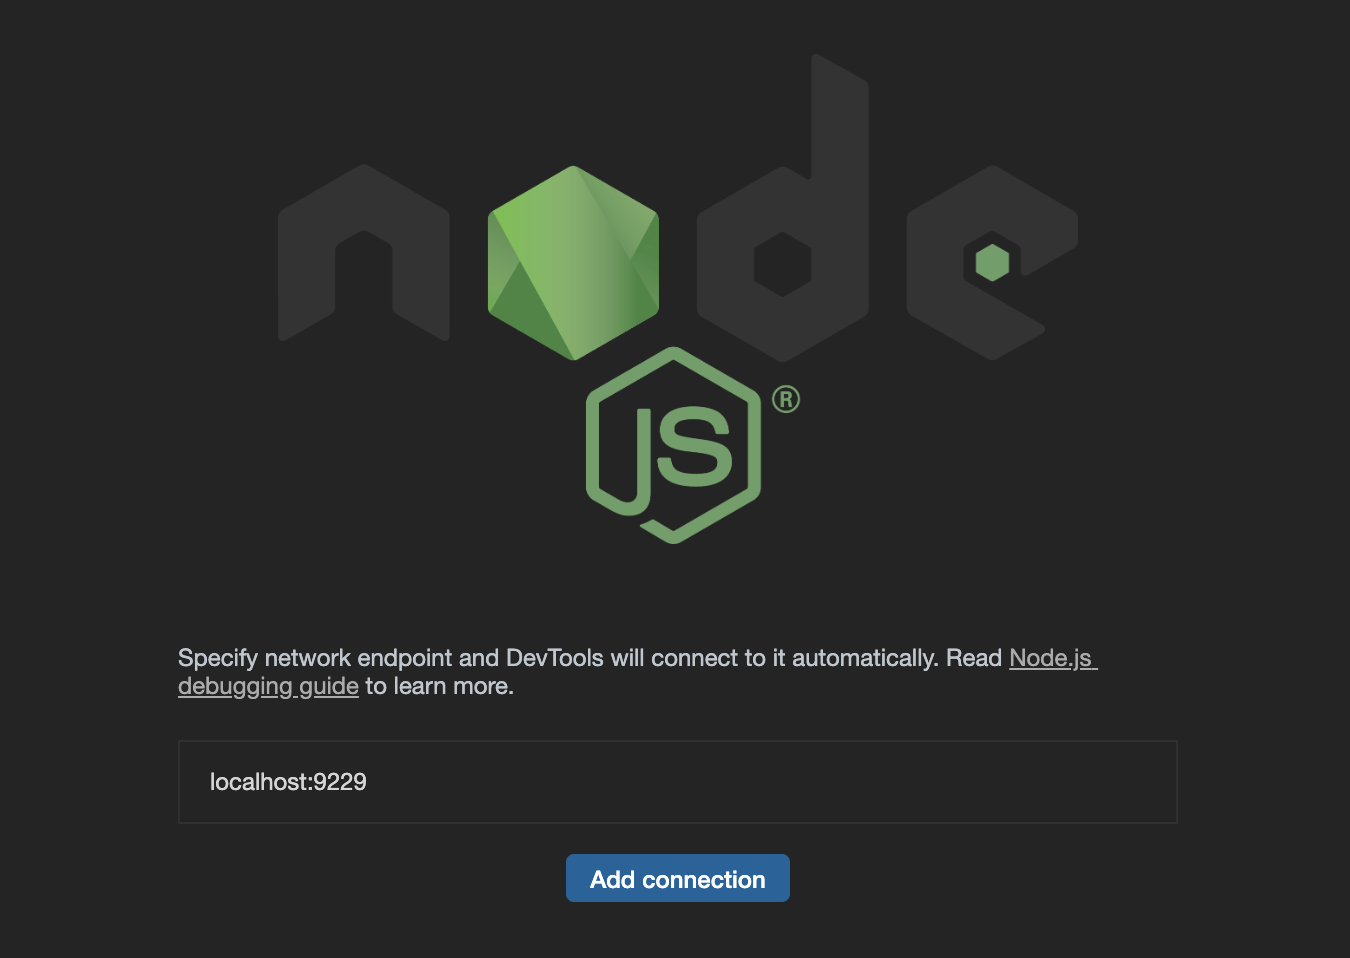 node
JS ®
Specify network endpoint and DevTools will connect to it automatically. Read Node.js
debugging guide to learn more.
localhost:9229
Add connection